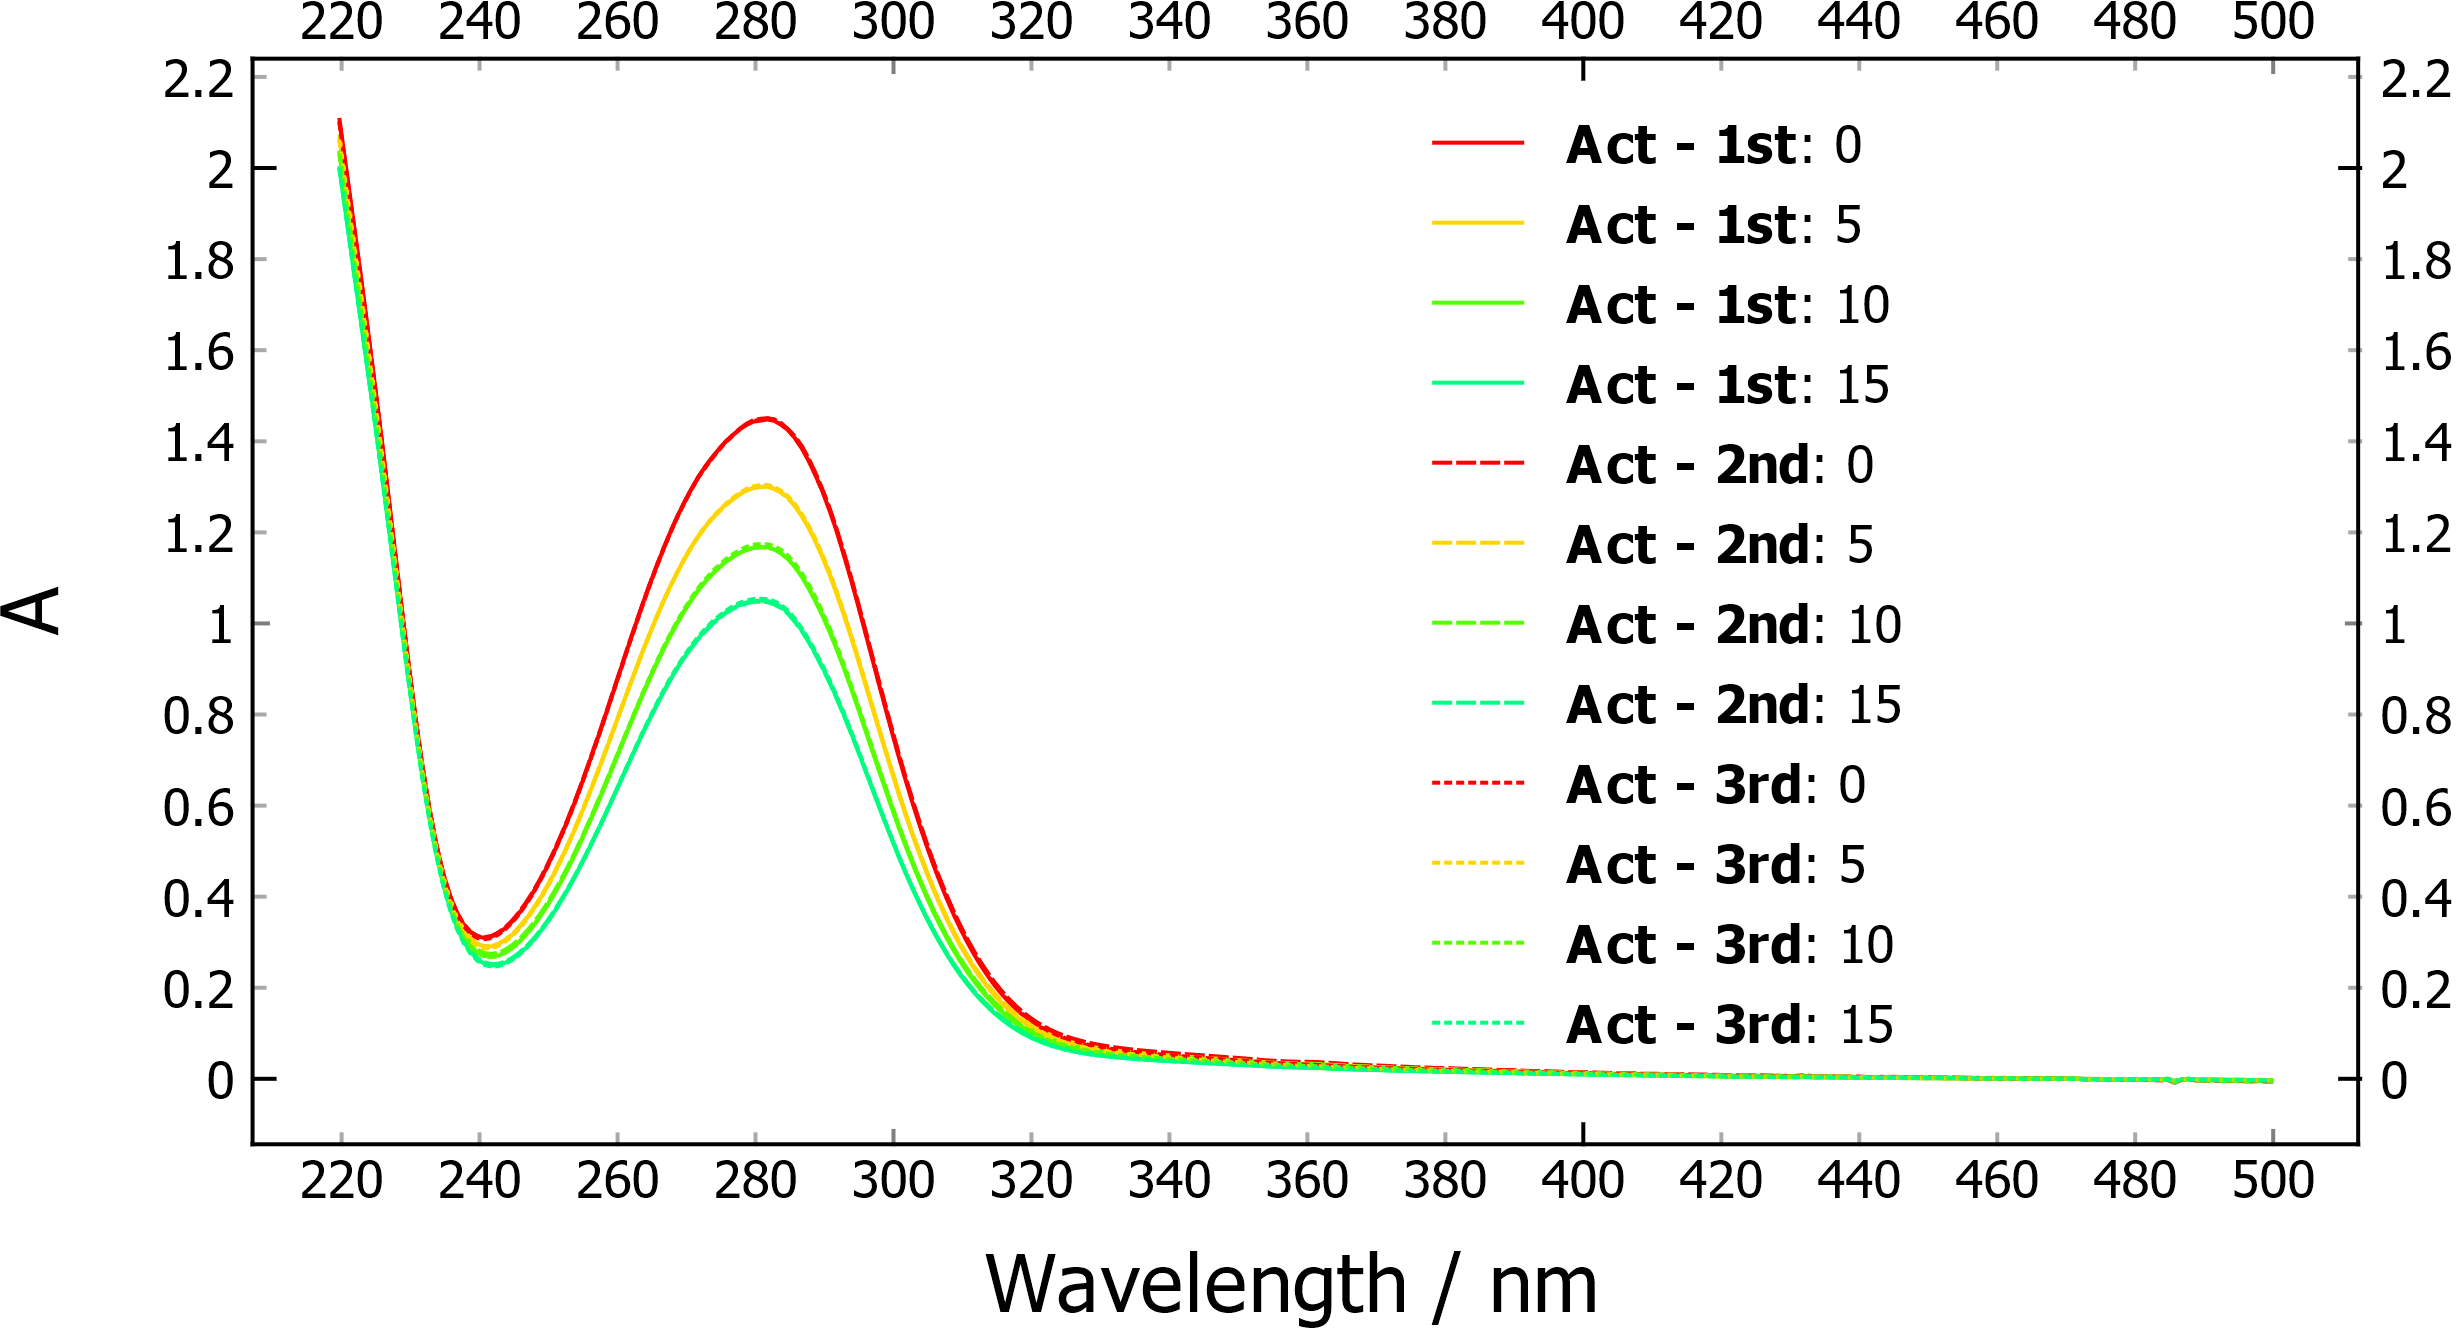 220 240 260 280 300 320 340 360 380 400 420 440 460 480 500
2.2 2.2
2 2
1.8 1.8
1.6 1.6
1.4 1.4
1.2 1.2
1 1
0.8 0.8
0.6 0.6
0.4 0.4
0.2 0.2
0 0
A
Act - 1st: 0
Act - 1st: 5
Act - 1st: 10
Act - 1st: 15
Act - 2nd: 0
Act - 2nd: 5
Act - 2nd: 10
Act - 2nd: 15
Act - 3rd: 0
Act - 3rd: 5
Act - 3rd: 10
Act - 3rd: 15
220 240 260 280 300 320 340 360 380 400 420 440 460 480 500
Wavelength / nm